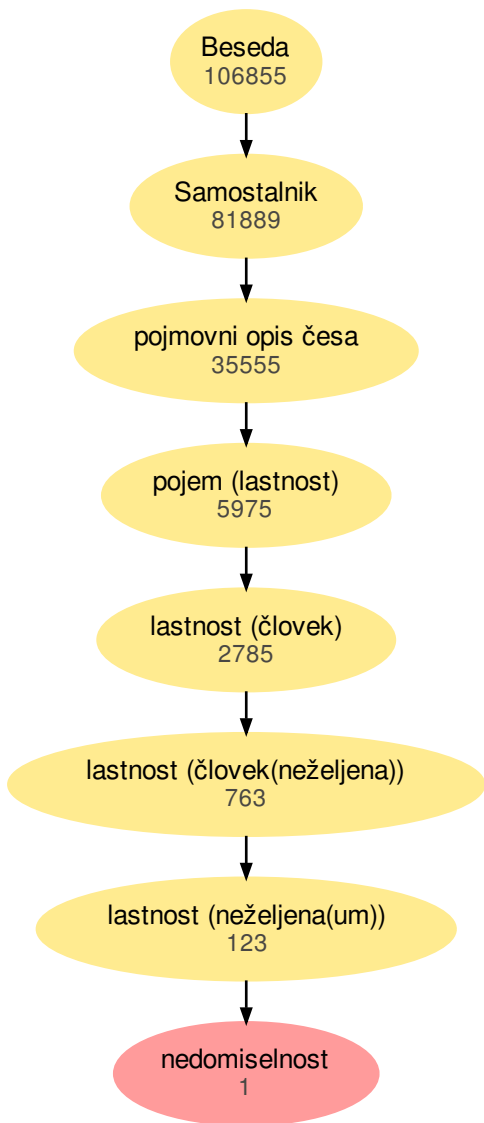 Beseda
106855
Samostalnik
81889
pojmovni opis česa
35555
pojem (lastnost)
5975
lastnost (človek)
2785
lastnost (človek(neželjena))
763
lastnost (neželjena(um))
123
nedomiselnost
1